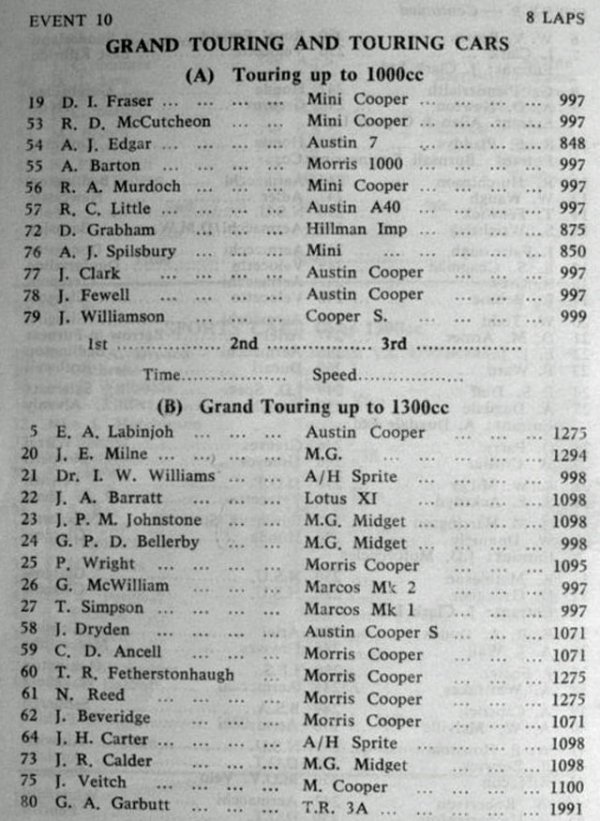 EVENT 10 8 LAPS
GRAND TOURING AND TOURING CARS
(A) Touring up to 1000cc
19 D. I. Fraser ... ... ... ... Mini Cooper ... ... ... ... 997
53 R. D. McCutcheon ... ... Mini Cooper ... ... ... ... 997
54 A. J. Edgar ... ... ... ... Austin 7 ... ... ... ... 848
55 A. Barton ... ... ... ... Morris 1000 ... ... ... ... 997
56 R. A. Murdoch ... ... ... Mini Cooper ... ... ... ... 997
57 R. C. Little ... ... ... ... Austin A40 ... ... ... ... 997
72 D. Grabham ... ... ... Hillman Imp ... ... ... ... 875
76 A. J. Spilsbury ... ... ... Mini ... ... ... ... ... 850
77 J. Clark ... ... ... ... Austin Cooper ... ... ... 997
78 J. Fewell ... ... ... ... Austin Cooper ... ... ... 997
79 J. Williamson ... ... ... Cooper S. ... ... ... ... 999
1st ................. 2nd ................. 3rd .................
Time................. Speed.................
(B) Grand Touring up to 1300cc
5 E. A. Labinjoh ... ... ... Austin Cooper ... ... ... 1275
20 J. E. Milne ... ... ... ... M.G. ... ... ... ... ... 1294
21 Dr. I. W. Williams ... ... A/H Sprite ... ... ... ... 998
22 J. A. Barratt ... ... ... Lotus XI ... ... ... ... 1098
23 J. P. M. Johnstone ... ... M.G. Midget ... ... ... 1098
24 G. P. D. Bellerby ... ... M.G. Midget ... ... ... 998
25 P. Wright ... ... ... ... Morris Cooper ... ... ... 1095
26 G. McWilliam ... ... ... Marcos Mk 2 ... ... ... 997
27 T. Simpson ... ... ... ... Marcos Mk 1 ... ... ... 997
58 J. Dryden ... ... ... ... Austin Cooper S ... ... ... 1071
59 C. D. Ancell ... ... ... Morris Cooper ... ... ... 1071
60 T. R. Fetherstonhaugh ... Morris Cooper ... ... ... 1275
61 N. Reed ... ... ... ... Morris Cooper ... ... ... 1275
62 J. Beveridge ... ... ... Morris Cooper ... ... ... 1071
64 J. H. Carter ... ... ... ... A/H Sprite ... ... ... ... 1098
73 J. R. Calder ... ... ... M.G. Midget ... ... ... 1098
75 J. Veitch ... ... ... ... M. Cooper ... ... ... ... 1100
80 G. A. Garbutt ... ... ... T.R. 3A ... ... ... ... 1991